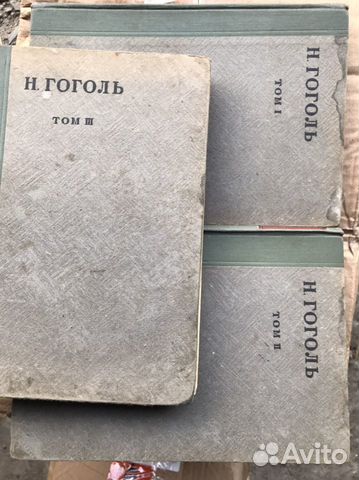 Н. ГОГОЛЬ
ТОМ III
Н. ГОГОЛЬ
ТОМ I
Н. ГОГОЛЬ
ТОМ II
Avito